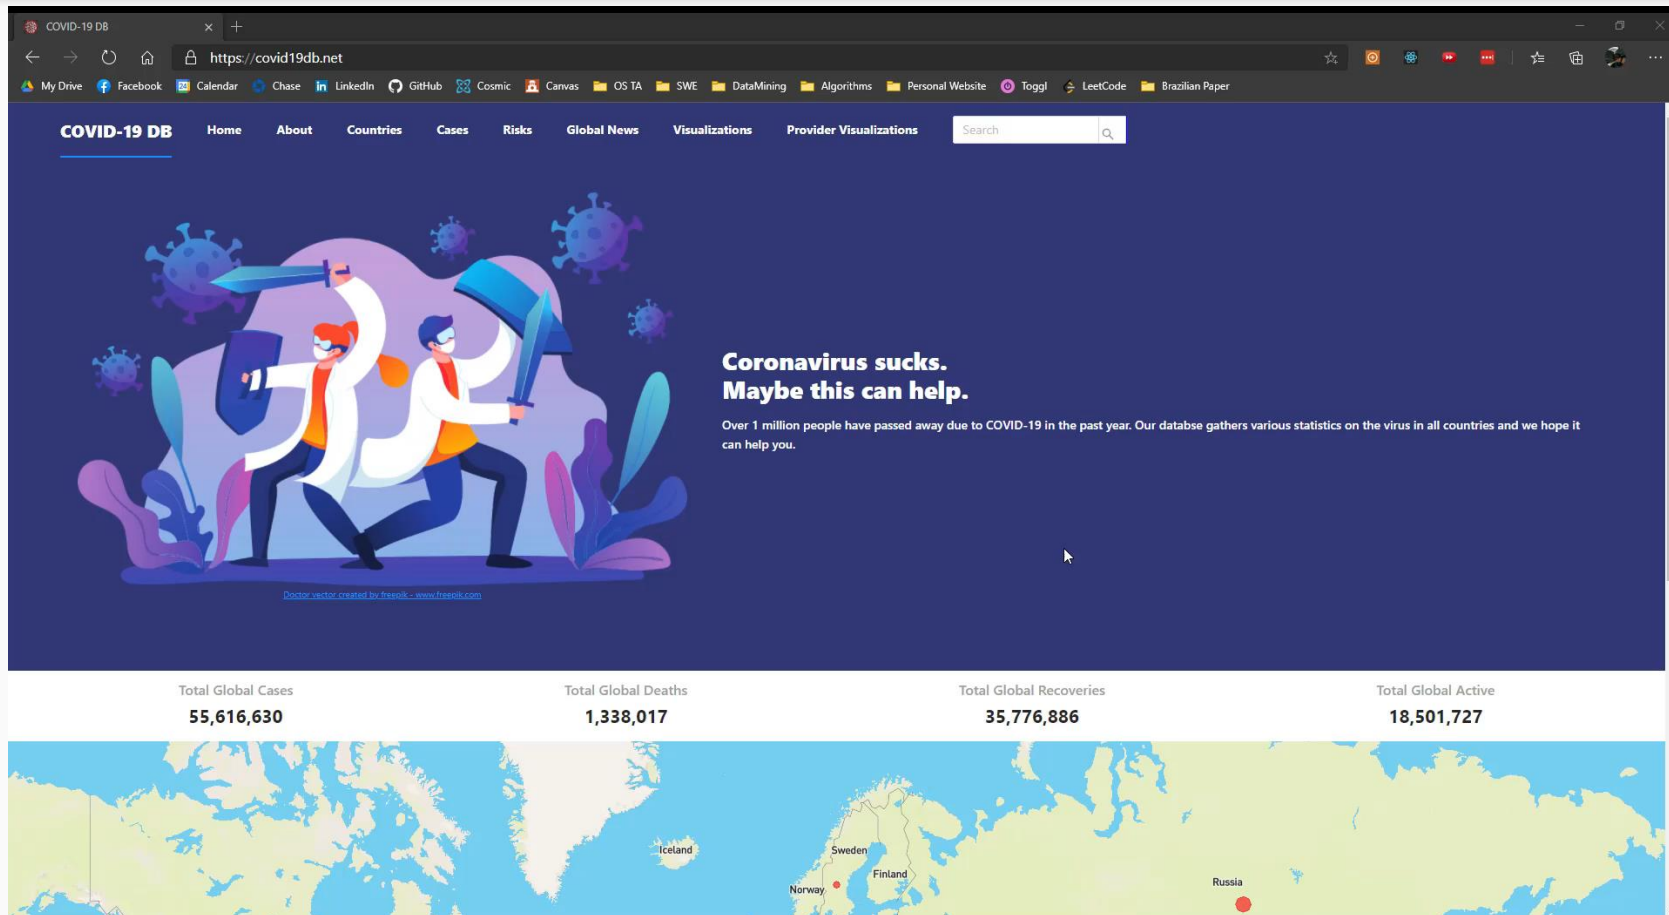 COVID-19 DB
https://covid19db.net
My Drive Facebook Calendar Chase LinkedIn GitHub Cosmic Canvas OS TA SWE DataMining Algorithms Personal Website Toggl LeetCode Brazilian Paper
COVID-19 DB Home About Countries Cases Risks Global News Visualizations Provider Visualizations Search
Coronavirus sucks.
Maybe this can help.
Over 1 million people have passed away due to COVID-19 in the past year. Our databse gathers various statistics on the virus in all countries and we hope it
can help you.
Doctor vector created by freepik - www.freepik.com
Total Global Cases Total Global Deaths Total Global Recoveries Total Global Active
55,616,630 1,338,017 35,776,886 18,501,727
Iceland
Sweden
Finland
Norway
Russia